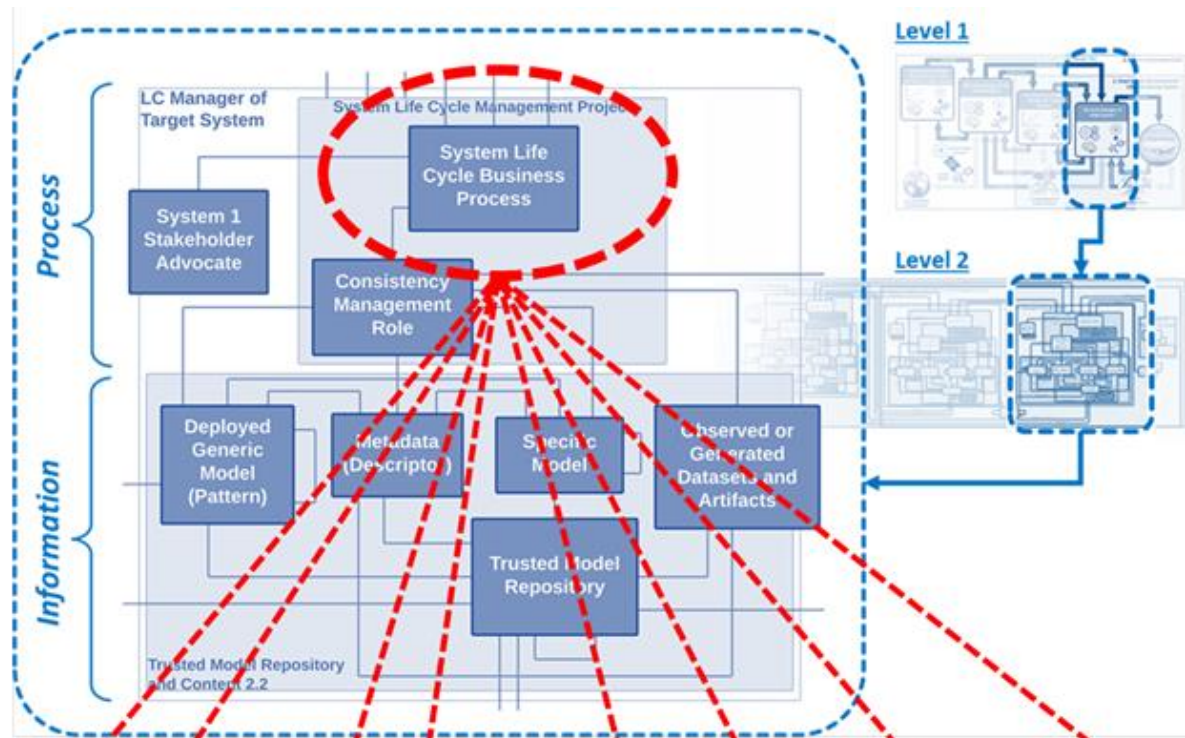 Level 1
LC Manager of
Target System
System Life Cycle Management Project
System Life
Cycle Business
Process
Process
System 1
Stakeholder
Advocate
Consistency
Management
Role
Level 2
Information
Deployed
Generic
Model
(Pattern)
Metadata
(Descriptor)
Specific
Model
Observed or
Generated
Datasets and
Artifacts
Trusted Model
Repository
Trusted Model Repository
and Content 2.2